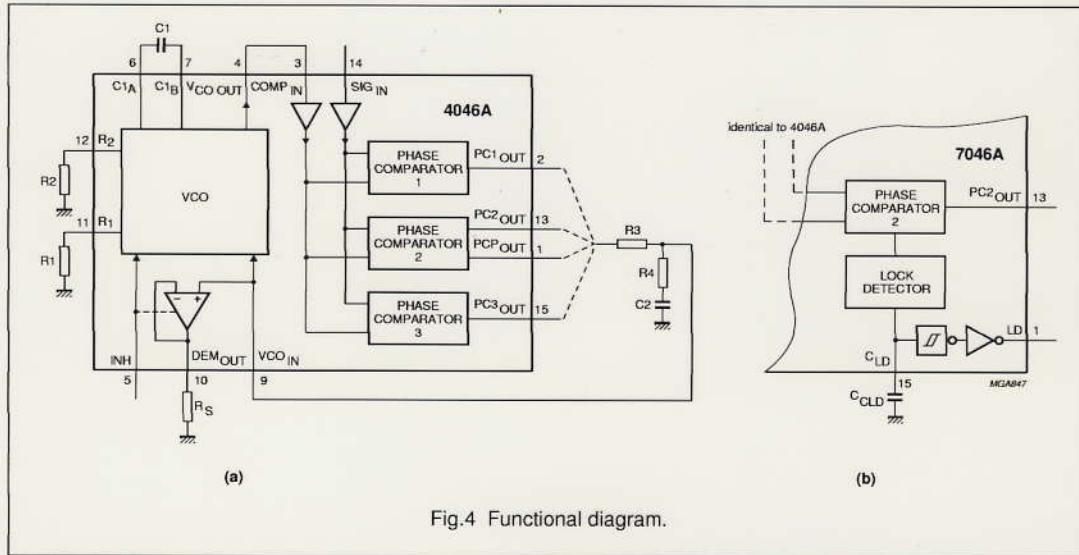 C1
6
7
4
3
14
C1A
C1B
VCO OUT
COMP IN
SIG IN
4046A
12
R2
R2
VCO
11
R1
R1
PHASE
COMPARATOR
1
PC1OUT
2
PHASE
COMPARATOR
2
PC2OUT
13
PCPOUT
1
PHASE
COMPARATOR
3
PC3OUT
15
R3
R4
C2
−
+
INH
DEMOUT
VCOIN
5
10
9
RS
(a)
identical to 4046A
7046A
PHASE
COMPARATOR
2
PC2OUT
13
LOCK
DETECTOR
LD
1
CLD
15
MGA847
CCLD
(b)
Fig.4 Functional diagram.